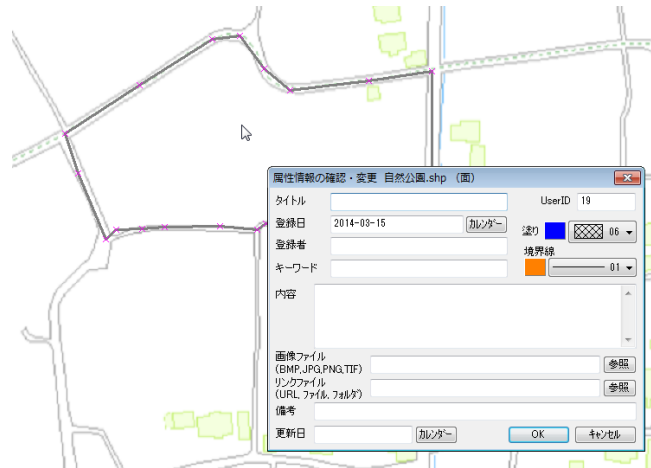 属性情報の確認・変更 自然公園.shp （面）
タイトル
UserID 19
登録日 2014-03-15 カレンダー
塗り 06
登録者
境界線
キーワード
01
内容
画像ファイル
(BMP,JPG,PNG,TIF)
参照
リンクファイル
(URL, ファイル, フォルダ)
参照
備考
更新日 カレンダー OK キャンセル